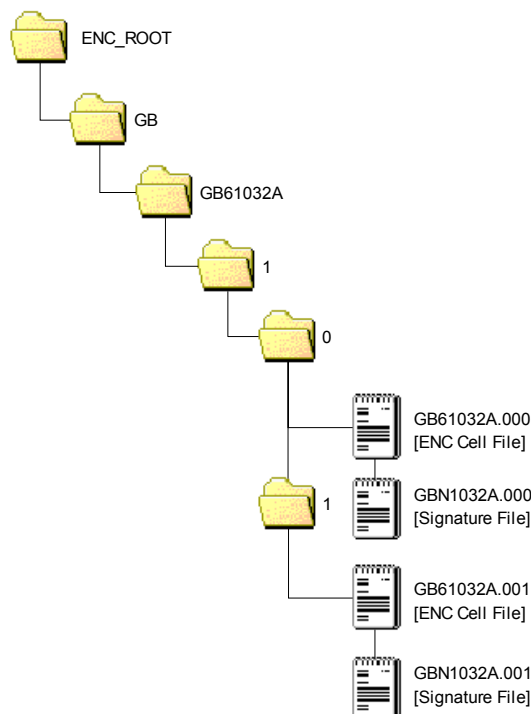 ENC_ROOT
GB
GB61032A
1
0
GB61032A.000
[ENC Cell File]
1
GBN1032A.000
[Signature File]
GB61032A.001
[ENC Cell File]
GBN1032A.001
[Signature File]